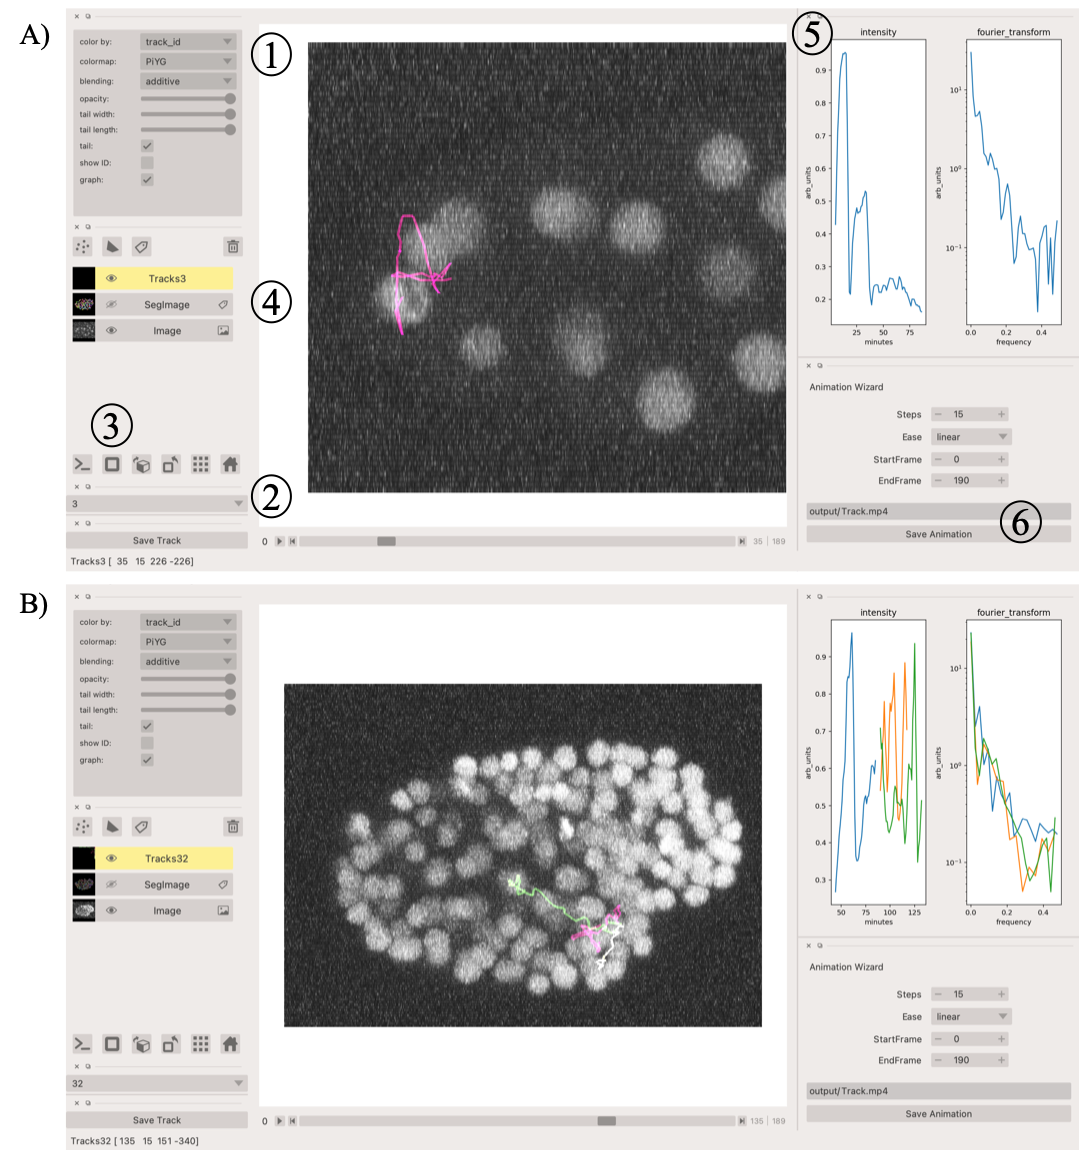 A)
color by: track_id
colormap: PiYG
blending: additive
opacity:
tail width:
tail length:
tail:
show ID:
graph:
Tracks3
SegImage
Image
3
Save Track
Tracks3 [ 35 15 226 -226]
1
4
3
2
0 35 | 189
5
intensity
0.9
0.8
0.7
0.6
0.5
0.4
0.3
0.2
arb_units
25 50 75
minutes
fourier_transform
10¹
10⁰
10⁻¹
arb_units
0.0 0.2 0.4
frequency
Animation Wizard
Steps 15
Ease linear
StartFrame 0
EndFrame 190
output/Track.mp4
6
Save Animation
B)
color by: track_id
colormap: PiYG
blending: additive
opacity:
tail width:
tail length:
tail:
show ID:
graph:
Tracks32
SegImage
Image
32
Save Track
Tracks32 [ 135 15 151 -340]
0 135 | 189
intensity
0.9
0.8
0.7
0.6
0.5
0.4
0.3
arb_units
50 75 100 125
minutes
fourier_transform
10¹
10⁰
10⁻¹
arb_units
0.0 0.2 0.4
frequency
Animation Wizard
Steps 15
Ease linear
StartFrame 0
EndFrame 190
output/Track.mp4
Save Animation